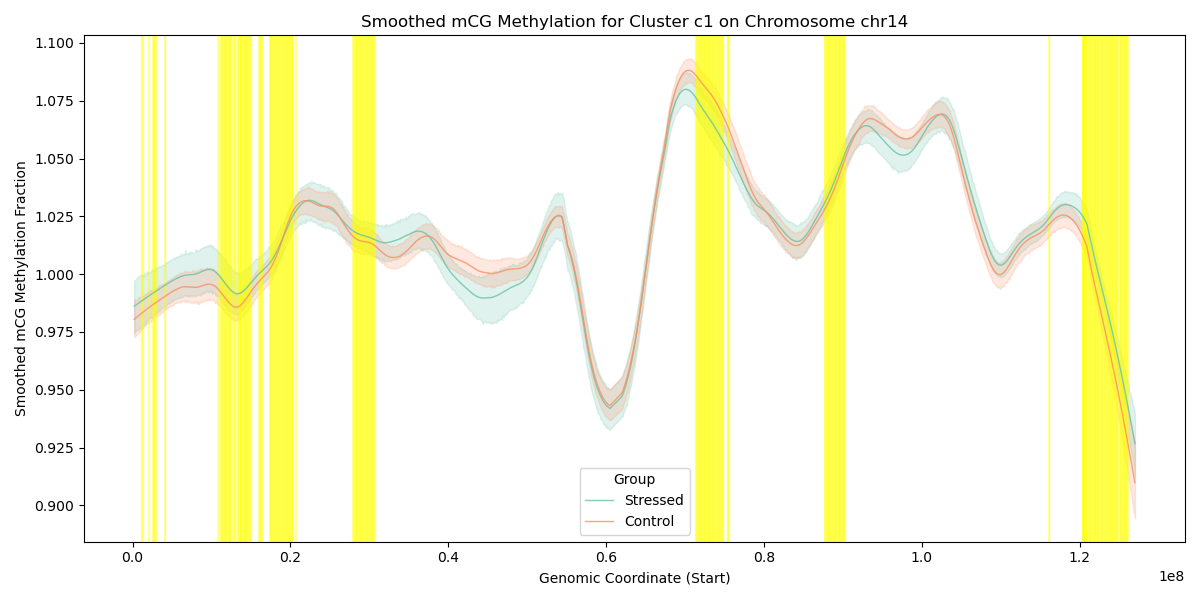 Smoothed mCG Methylation for Cluster c1 on Chromosome chr14
Smoothed mCG Methylation Fraction
1.100
1.075
1.050
1.025
1.000
0.975
0.950
0.925
0.900
Group
Stressed
Control
0.0 0.2 0.4 0.6 0.8 1.0 1.2
1e8
Genomic Coordinate (Start)